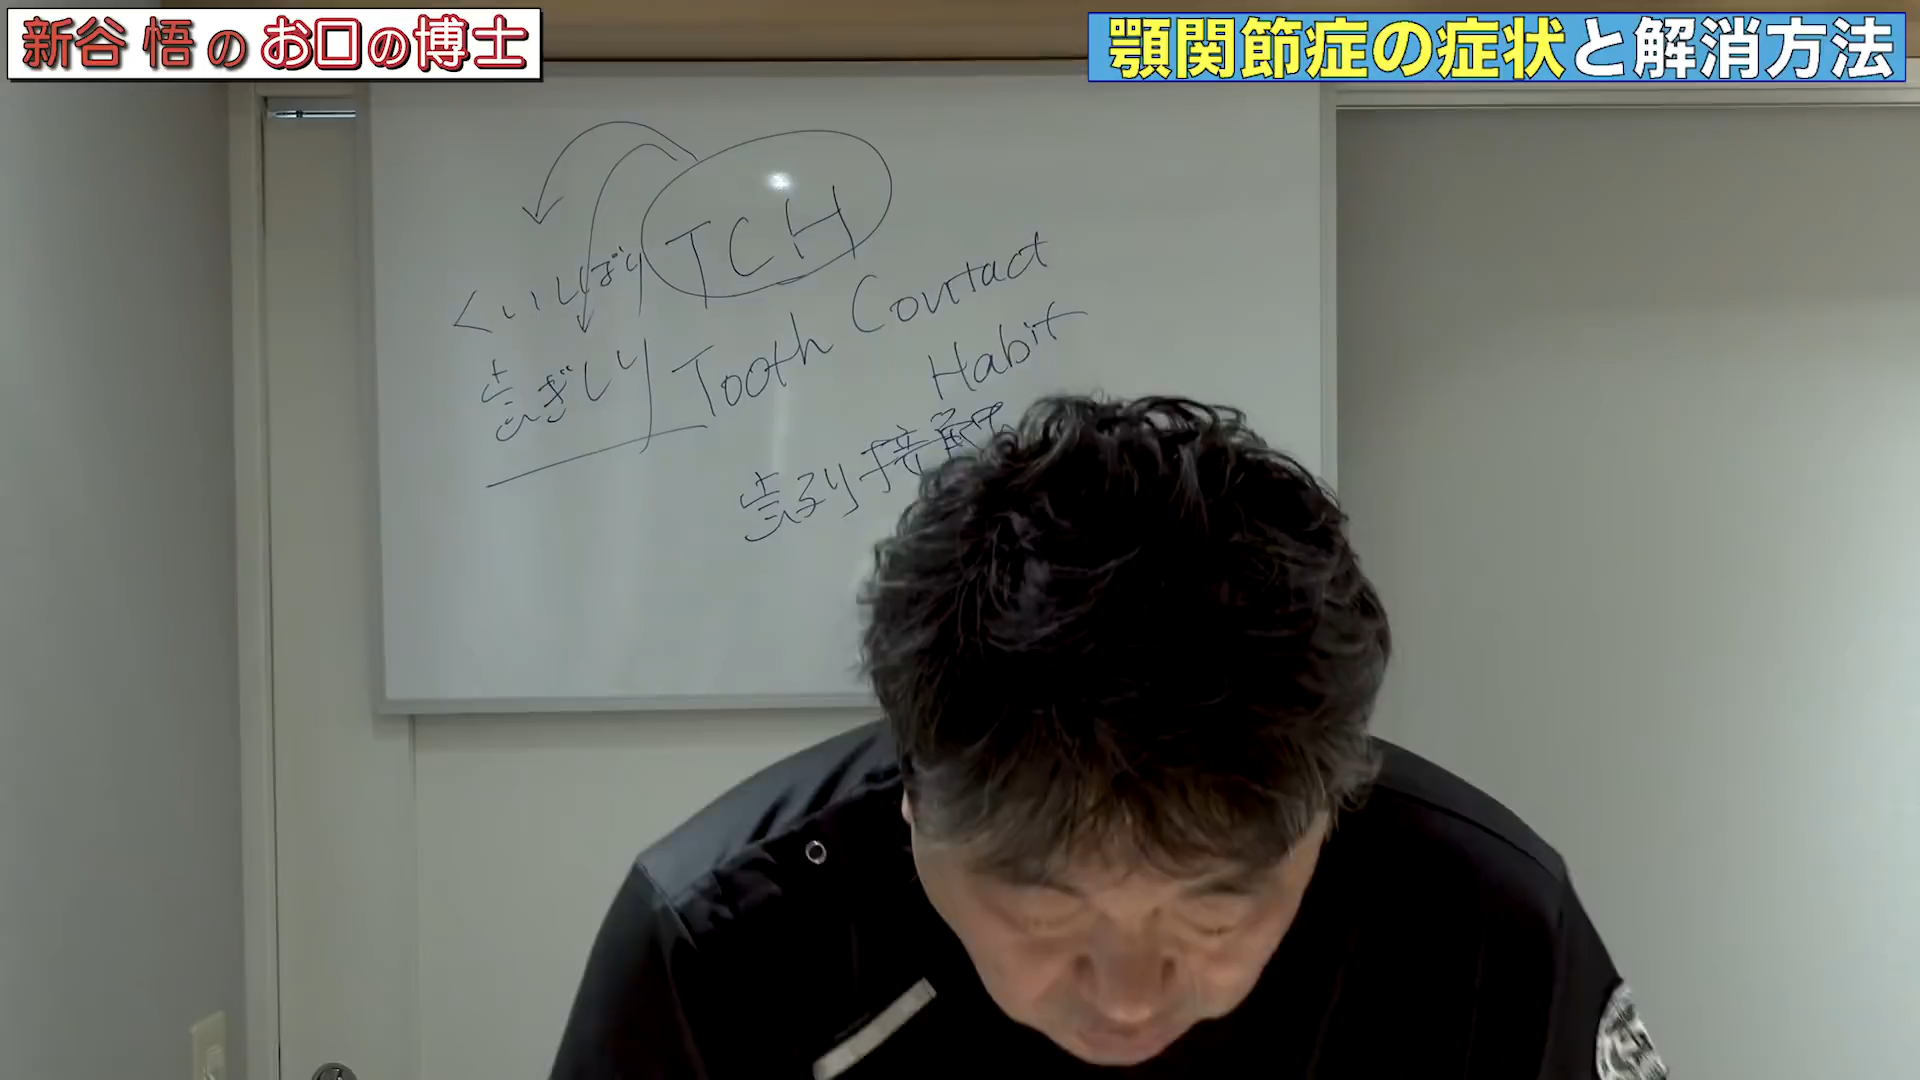 新谷 悟のお口の博士
顎関節症の症状と解消方法
TCH
くいしばり
歯ぎしり
Tooth Contact
Habit
歯列接触